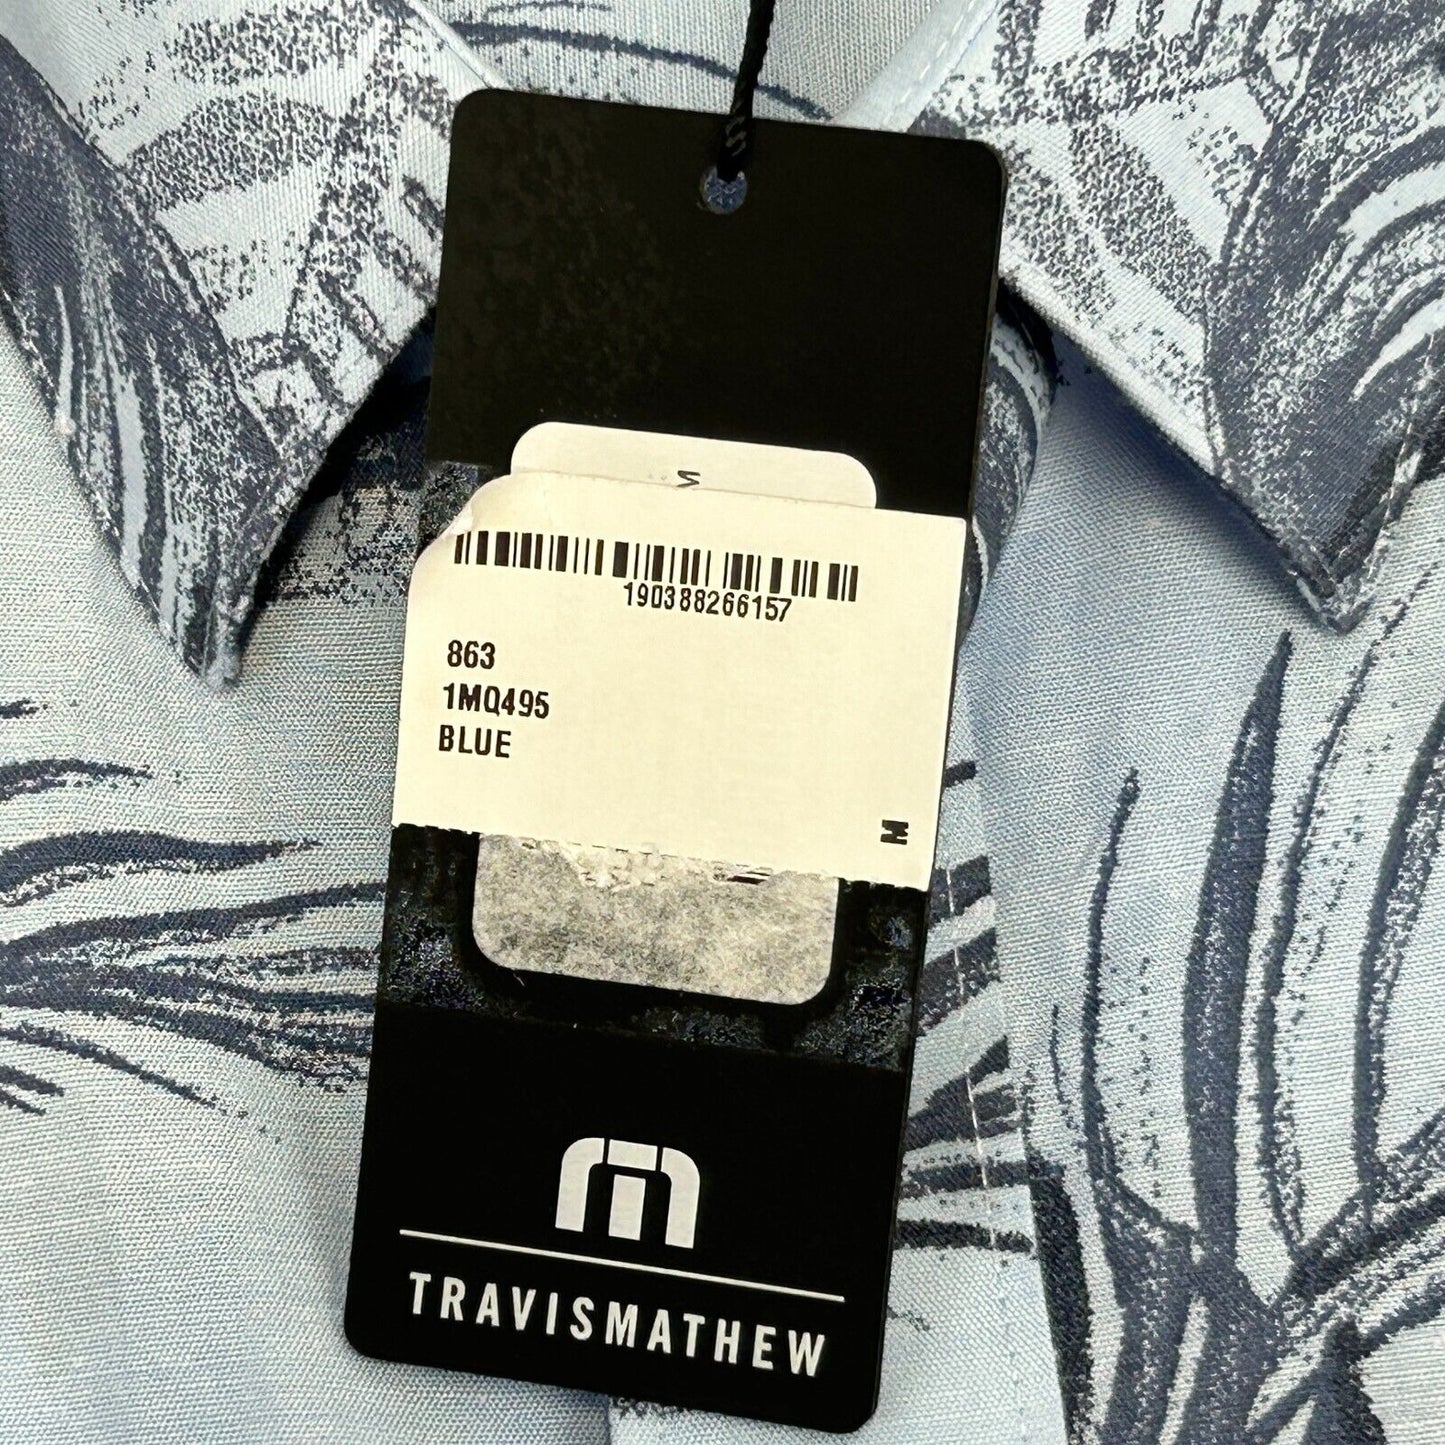 M
190388266157
863
1MQ495
BLUE
M
TRAVISMATHEW